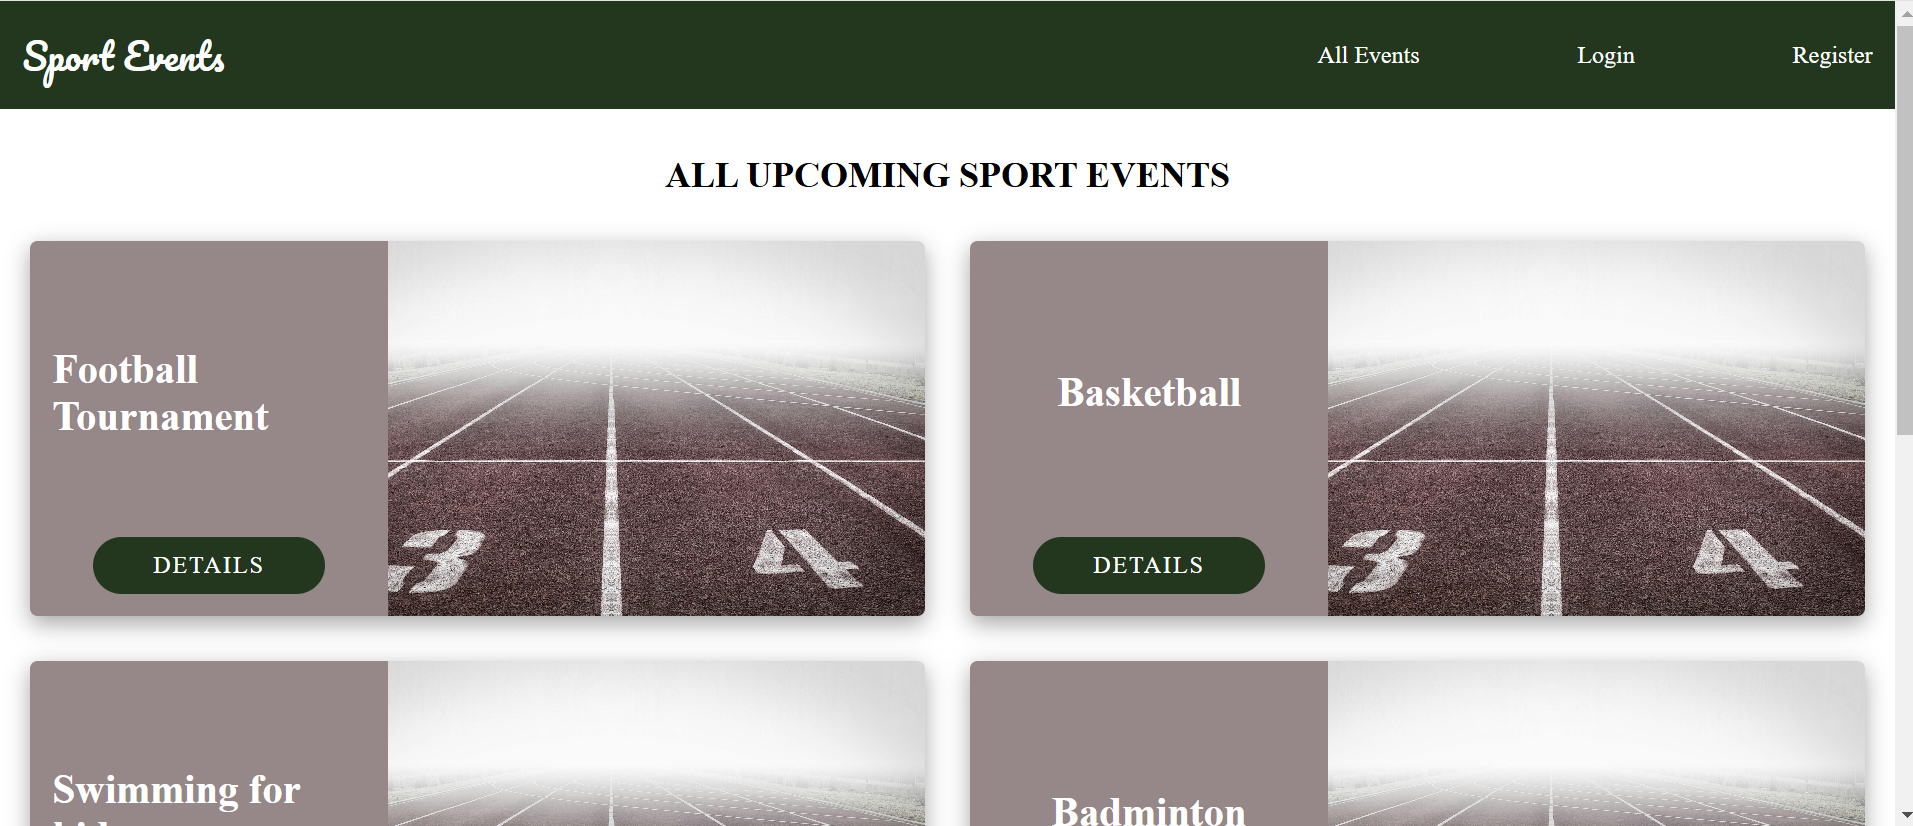 Sport Events
All Events
Login
Register
ALL UPCOMING SPORT EVENTS
Football
Tournament
DETAILS
3
4
Basketball
DETAILS
3
4
Swimming for
Badminton